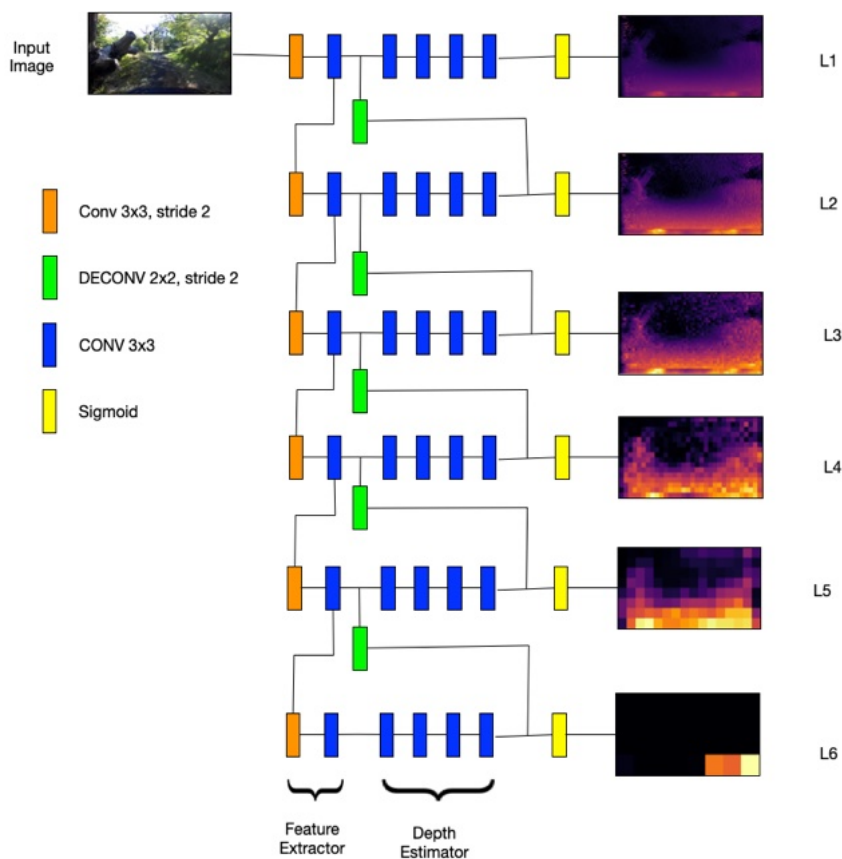 Input
Image
L1
Conv 3x3, stride 2
L2
DECONV 2x2, stride 2
CONV 3x3
L3
Sigmoid
L4
L5
L6
Feature
Extractor
Depth
Estimator